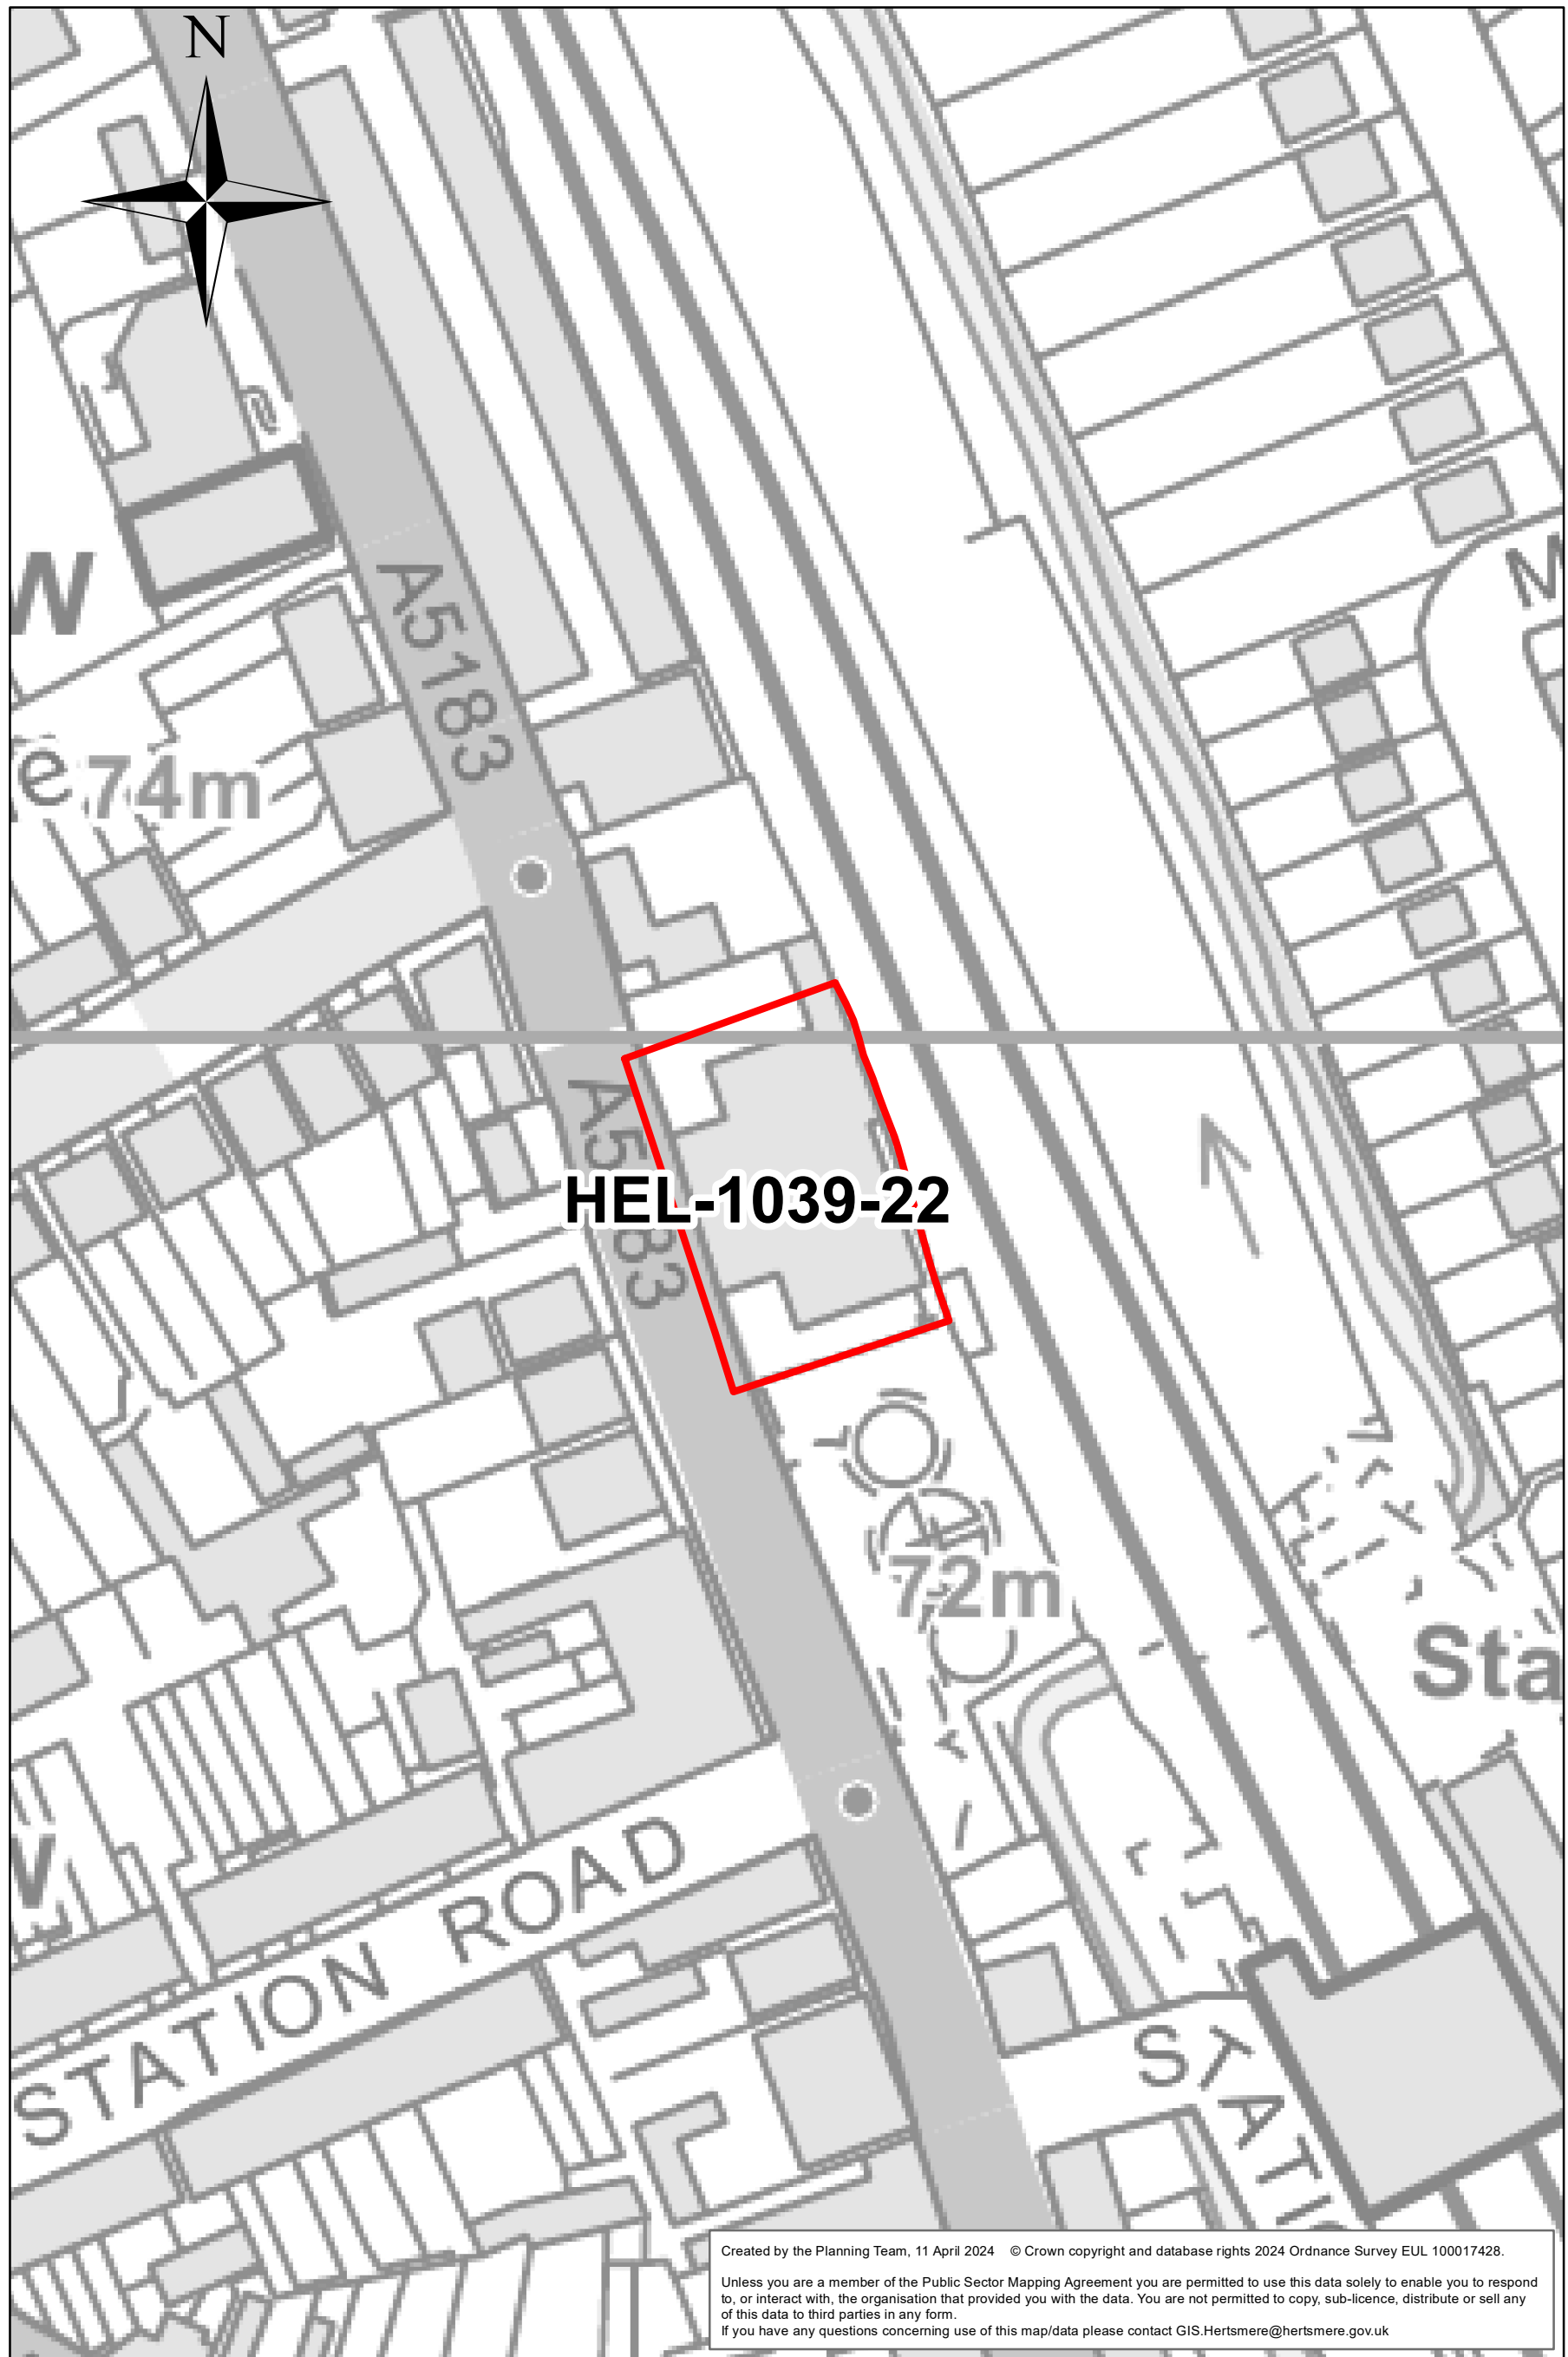 N
W
A5183
N
e 74m
A5183
HEL-1039-22
72m
Sta
W
STATION ROAD
STATIO
Created by the Planning Team, 11 April 2024 © Crown copyright and database rights 2024 Ordnance Survey EUL 100017428.
Unless you are a member of the Public Sector Mapping Agreement you are permitted to use this data solely to enable you to respond
to, or interact with, the organisation that provided you with the data. You are not permitted to copy, sub-licence, distribute or sell any
of this data to third parties in any form.
If you have any questions concerning use of this map/data please contact GIS.Hertsmere@hertsmere.gov.uk